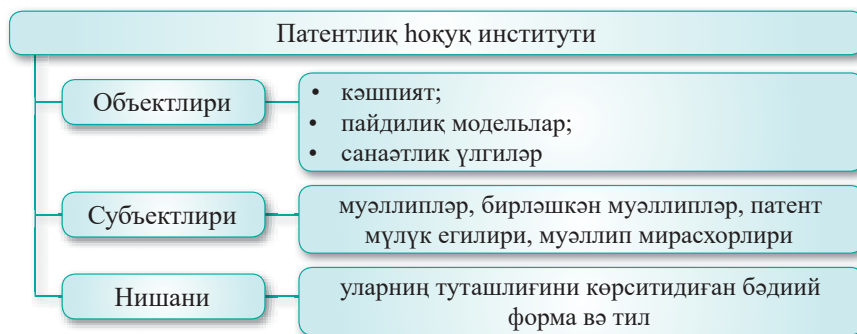 Патентлиқ һоқуқ институти
Объектлири
• кәшпият;
• пайдилиқ модельлар;
• санаәтлик үлгиләр
Субъектлири
муәллипләр, бирләшкән муәллипләр, патент
мүлүк егилири, муәллип мирасхорлири
Нишани
уларниң туташлиғини көрситидиған бәдиий
форма вә тил